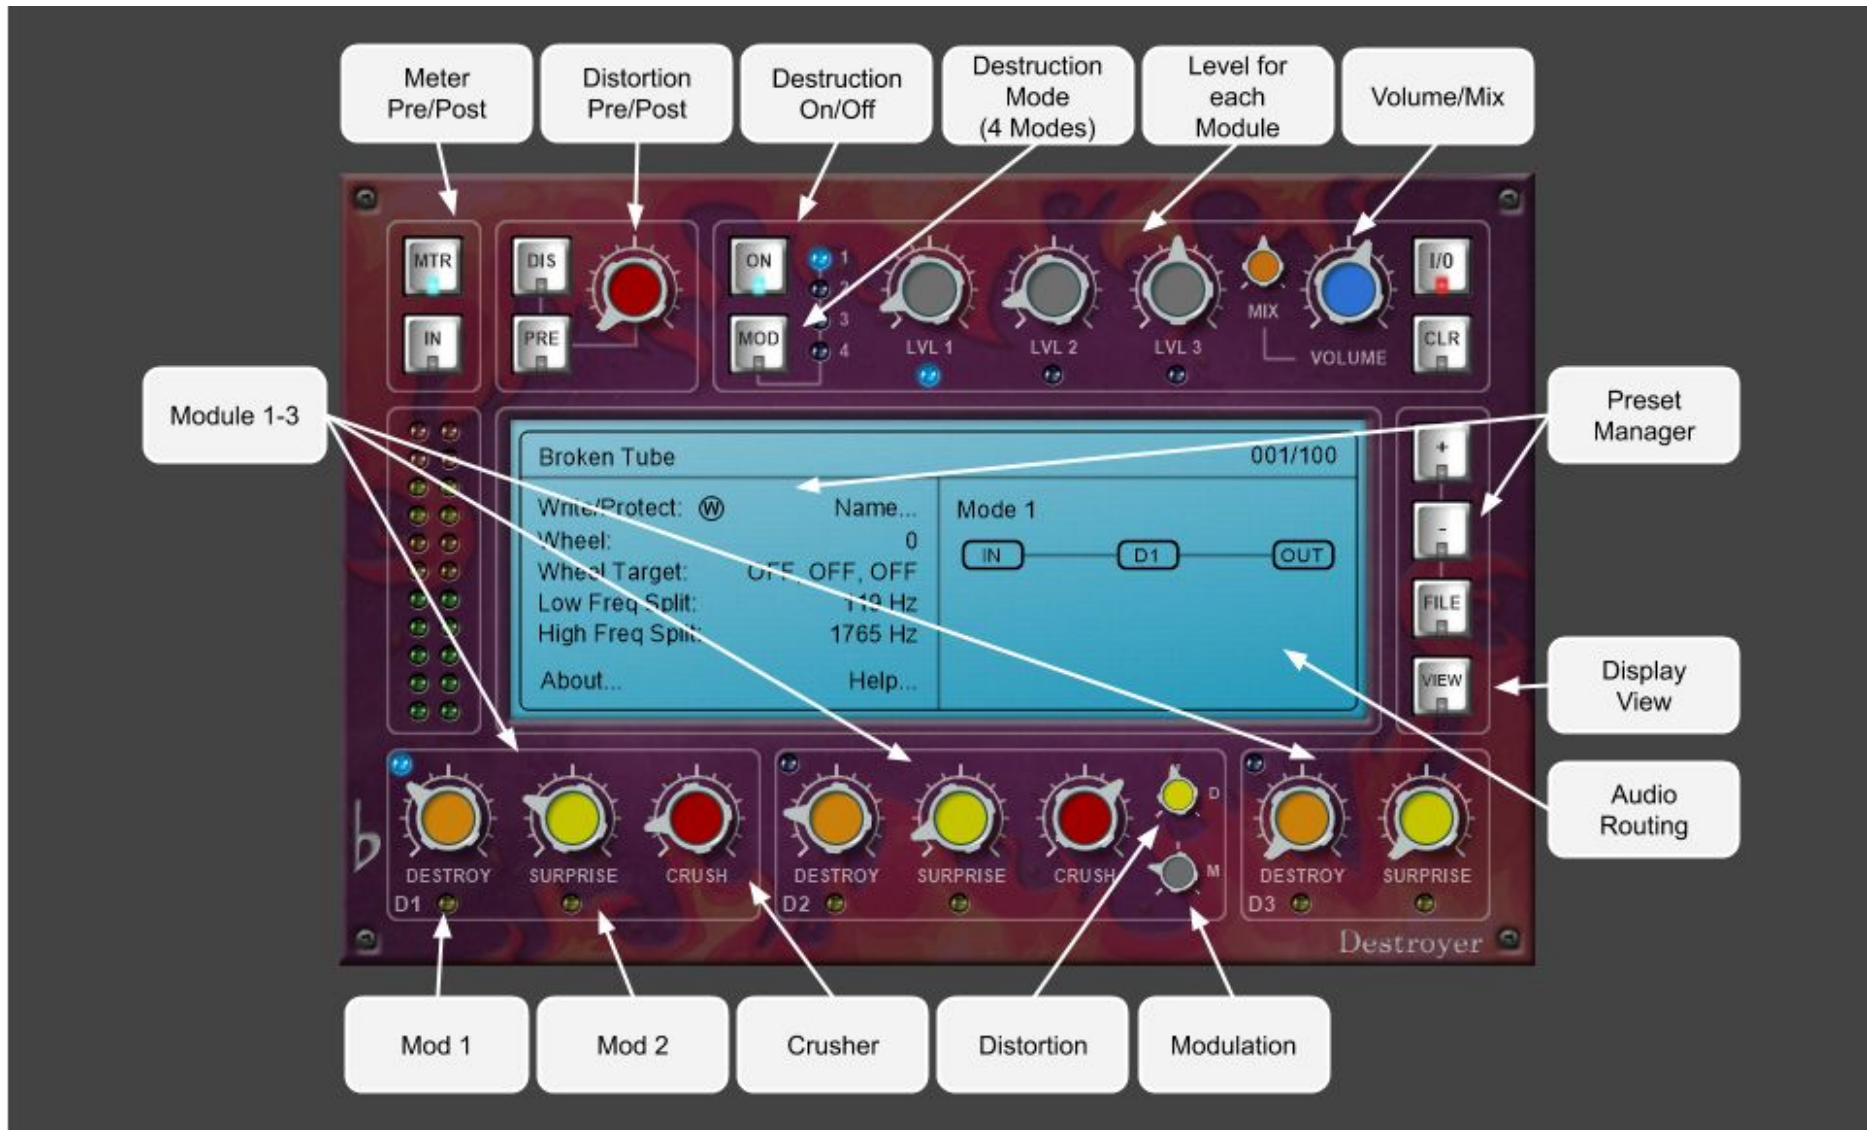 Meter
Pre/Post
Distortion
Pre/Post
Destruction
On/Off
Destruction
Mode
(4 Modes)
Level for
each
Module
Volume/Mix
MTR
DIS
ON
1
I/O
2
IN
PRE
MOD
3
4
LVL 1
LVL 2
LVL 3
MIX
VOLUME
CLR
Module 1-3
Preset
Manager
Broken Tube 001/100
+
Write/Protect: W Name...
Mode 1
Wheel: 0
-
IN D1 OUT
Wheel Target: OFF, OFF, OFF
Low Freq Split: 119 Hz
FILE
High Freq Split: 1765 Hz
About... Help...
VIEW
Display
View
Audio
Routing
DESTROY SURPRISE CRUSH
D1
DESTROY SURPRISE CRUSH
D
M
D2
DESTROY SURPRISE
D3
Destroyer
Mod 1
Mod 2
Crusher
Distortion
Modulation